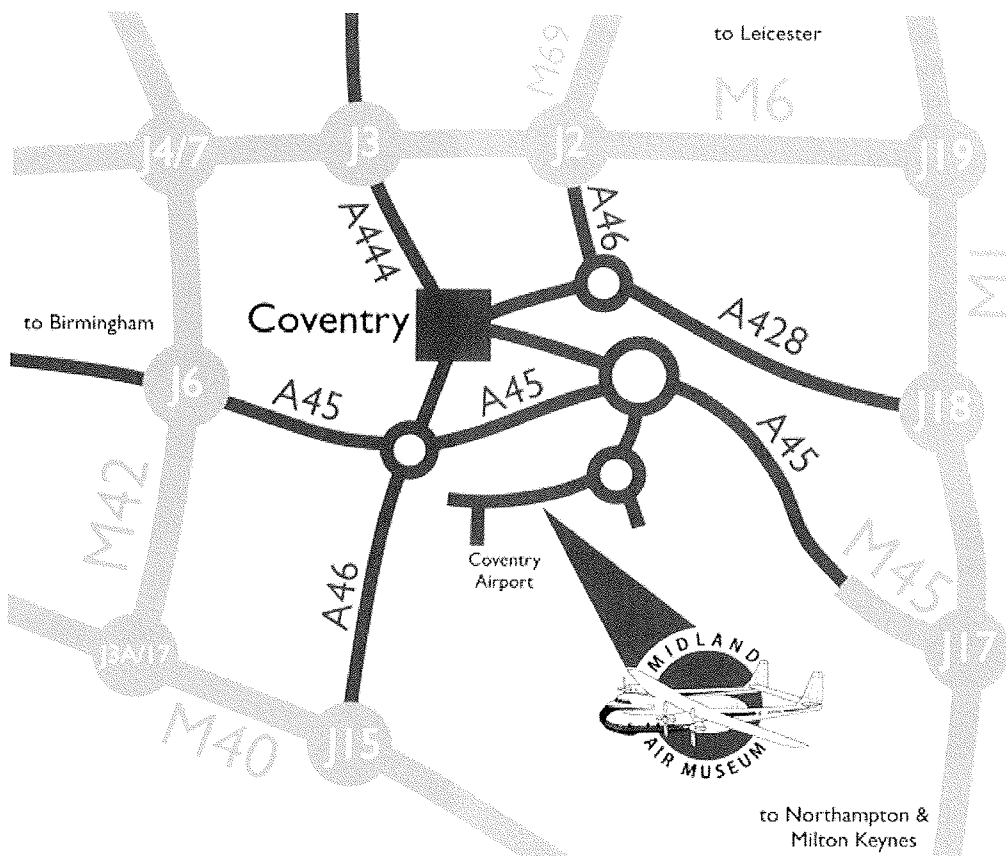 to Leicester
M69
M6
J4/7
J3
J2
J19
A444
A46
M1
to Birmingham
Coventry
A428
J6
A45
A45
J18
A45
M42
Coventry
Airport
A46
M45
J3A/17
J17
MIDLAND
AIR MUSEUM
M40
J15
to Northampton &
Milton Keynes